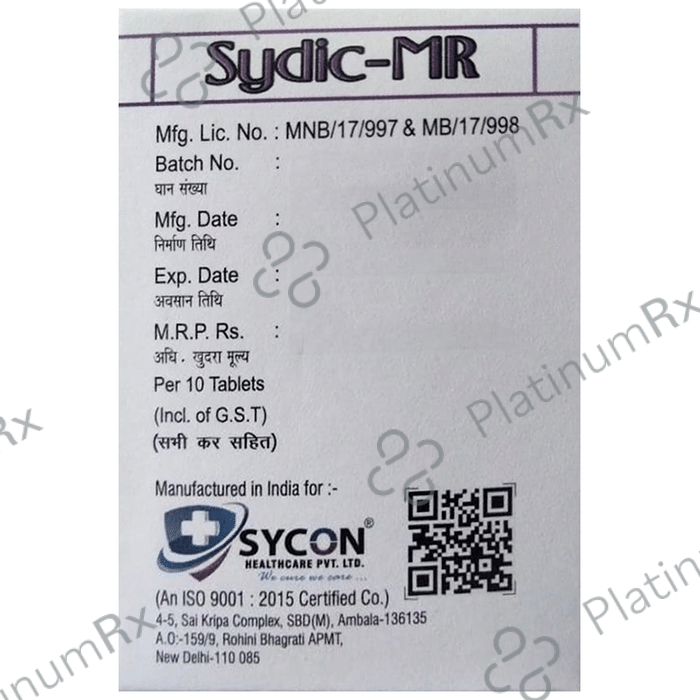 Sydic-MR
Mfg. Lic. No. : MNB/17/997 & MB/17/998
Batch No. :
घान संख्या
Mfg. Date :
निर्माण तिथि
Exp. Date :
अवसान तिथि
M.R.P. Rs. :
अधि . खुदरा मूल्य
Per 10 Tablets
(Incl. of G.S.T)
(सभी कर सहित)
Manufactured in India for :-
SYCON®
HEALTHCARE PVT. LTD.
We cure we care ...
(An ISO 9001 : 2015 Certified Co.)
4-5, Sai Kripa Complex, SBD(M), Ambala-136135
A.O:-159/9, Rohini Bhagrati APMT,
New Delhi-110 085
PlatinumRx
PlatinumRx
PlatinumRx